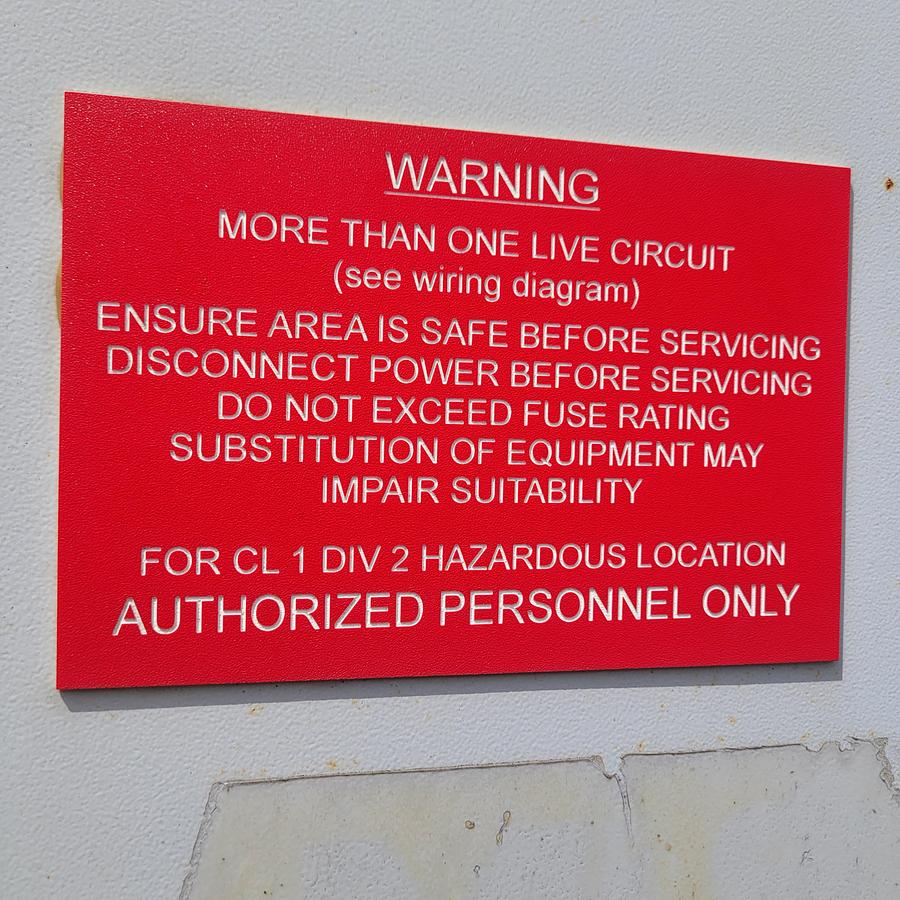 WARNING
MORE THAN ONE LIVE CIRCUIT
(see wiring diagram)
ENSURE AREA IS SAFE BEFORE SERVICING
DISCONNECT POWER BEFORE SERVICING
DO NOT EXCEED FUSE RATING
SUBSTITUTION OF EQUIPMENT MAY
IMPAIR SUITABILITY
FOR CL 1 DIV 2 HAZARDOUS LOCATION
AUTHORIZED PERSONNEL ONLY